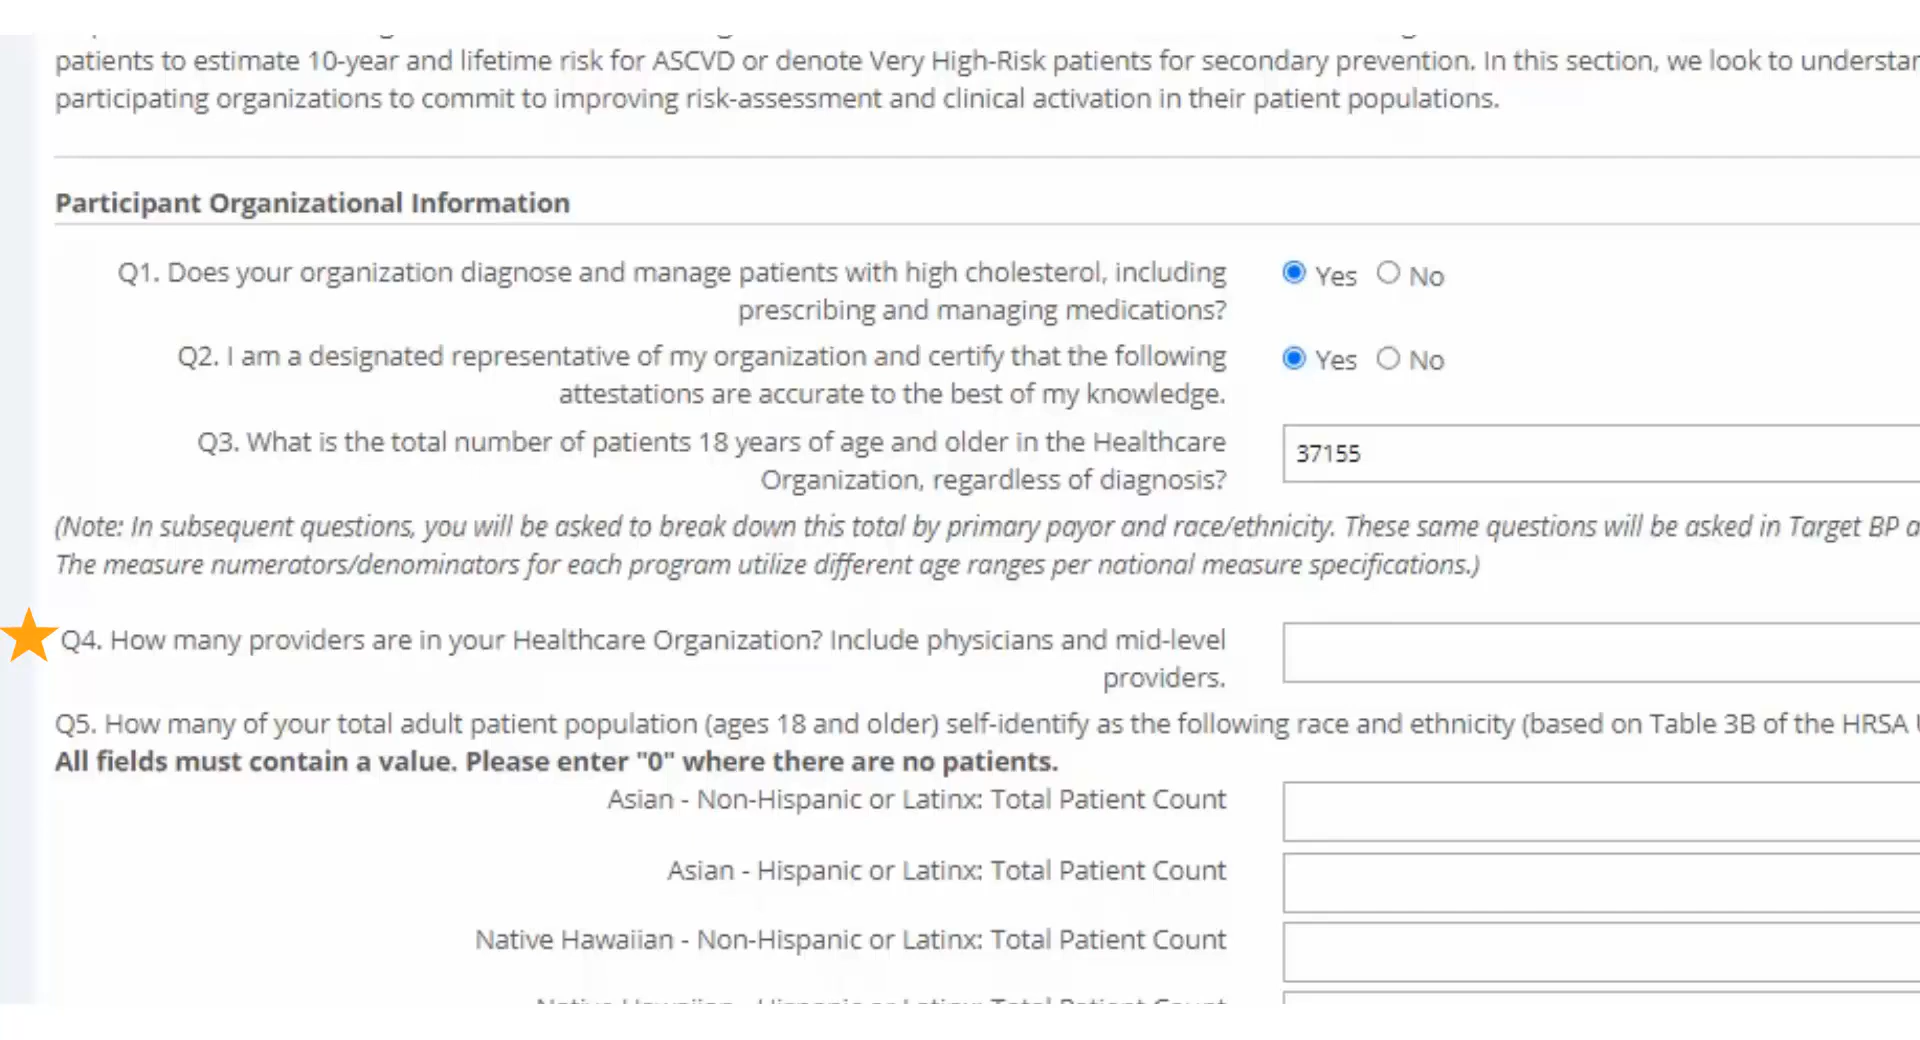 patients to estimate 10-year and lifetime risk for ASCVD or denote Very High-Risk patients for secondary prevention. In this section, we look to
participating organizations to commit to improving risk-assessment and clinical activation in their patient populations.
Participant Organizational Information
Q1. Does your organization diagnose and manage patients with high cholesterol, including
prescribing and managing medications?
Yes No
Q2. I am a designated representative of my organization and certify that the following
attestations are accurate to the best of my knowledge.
Yes No
Q3. What is the total number of patients 18 years of age and older in the Healthcare
Organization, regardless of diagnosis?
37155
(Note: In subsequent questions, you will be asked to break down this total by primary payor and race/ethnicity. These same questions will be asked in Target BP
The measure numerators/denominators for each program utilize different age ranges per national measure specifications.)
Q4. How many providers are in your Healthcare Organization? Include physicians and mid-level
providers.
Q5. How many of your total adult patient population (ages 18 and older) self-identify as the following race and ethnicity (based on Table 3B of the HRSA
All fields must contain a value. Please enter "0" where there are no patients.
Asian - Non-Hispanic or Latinx: Total Patient Count
Asian - Hispanic or Latinx: Total Patient Count
Native Hawaiian - Non-Hispanic or Latinx: Total Patient Count